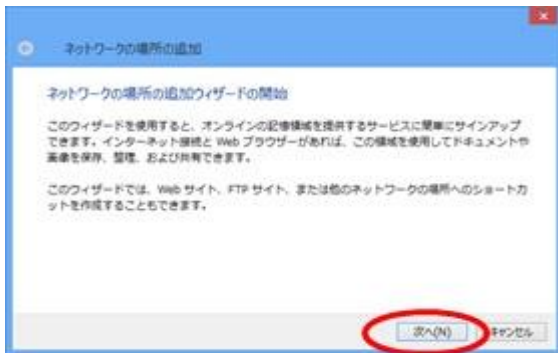 ネットワークの場所の追加
ネットワークの場所の追加ウィザードの開始
このウィザードを使用すると、オンラインの記憶領域を提供するサービスに簡単にサインアップ
できます。インターネット接続と Web ブラウザーがあれば、この領域を使用してドキュメントや
画像を保存、整理、および共有できます。
このウィザードでは、Web サイト、FTP サイト、または他のネットワークの場所へのショートカ
ットを作成することもできます。
次へ(N)
キャンセル